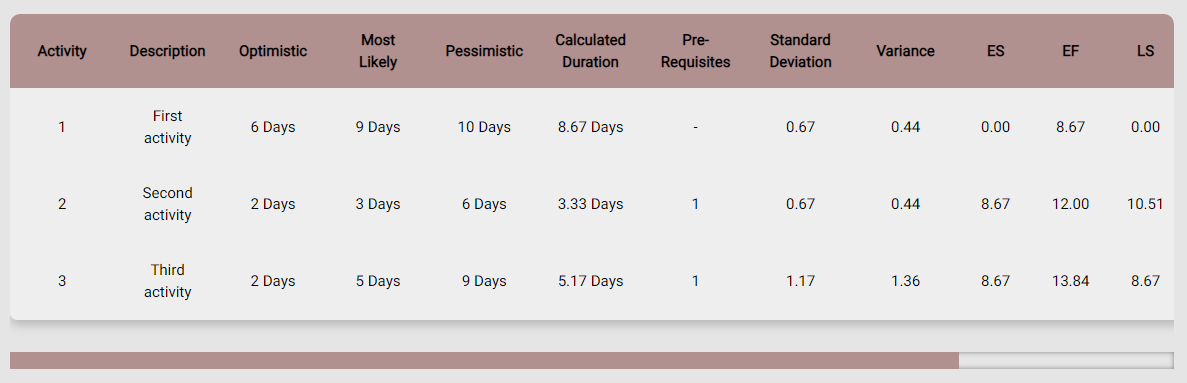 Activity Description Optimistic Most Likely Pessimistic Calculated Duration Pre-Requisites Standard Deviation Variance ES EF LS
1 First activity 6 Days 9 Days 10 Days 8.67 Days - 0.67 0.44 0.00 8.67 0.00
2 Second activity 2 Days 3 Days 6 Days 3.33 Days 1 0.67 0.44 8.67 12.00 10.51
3 Third activity 2 Days 5 Days 9 Days 5.17 Days 1 1.17 1.36 8.67 13.84 8.67